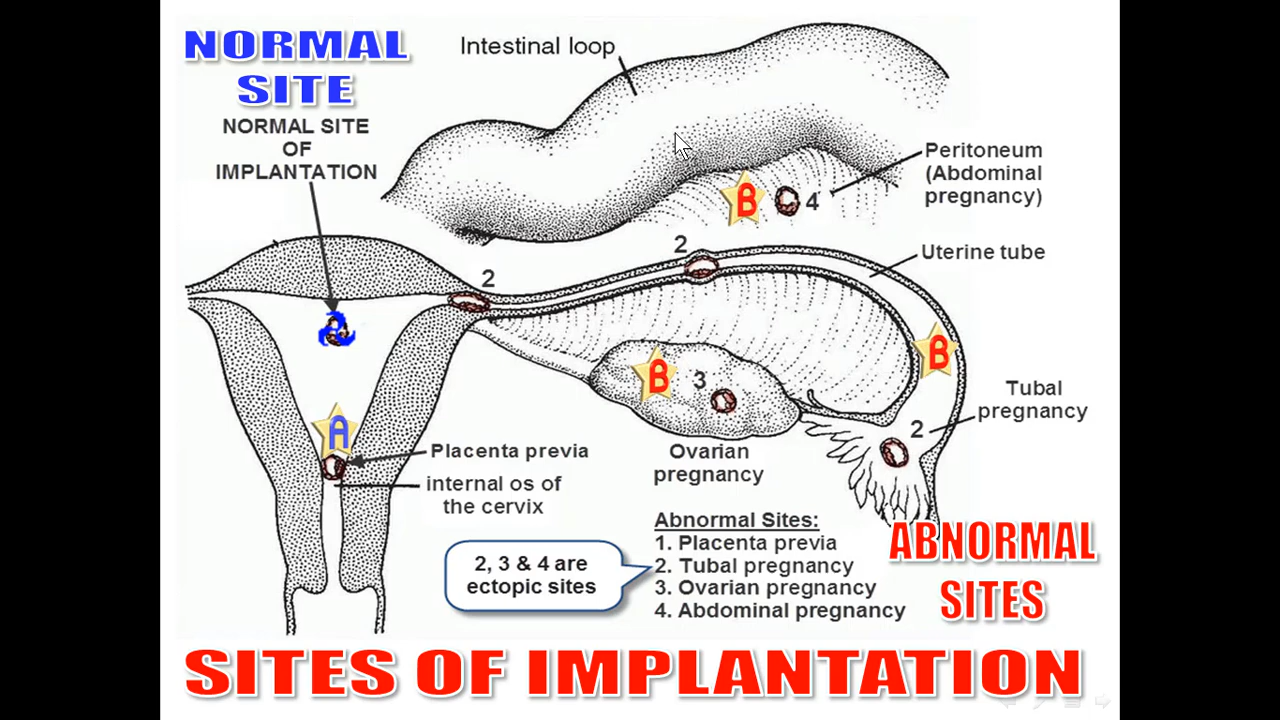 NORMAL
SITE
NORMAL SITE
OF
IMPLANTATION
Intestinal loop
Peritoneum
(Abdominal
pregnancy)
B
4
2
Uterine tube
2
B
B
3
Tubal
pregnancy
2
A
Placenta previa
internal os of
the cervix
Ovarian
pregnancy
Abnormal Sites:
1. Placenta previa
2. Tubal pregnancy
3. Ovarian pregnancy
4. Abdominal pregnancy
2, 3 & 4 are
ectopic sites
ABNORMAL
SITES
SITES OF IMPLANTATION